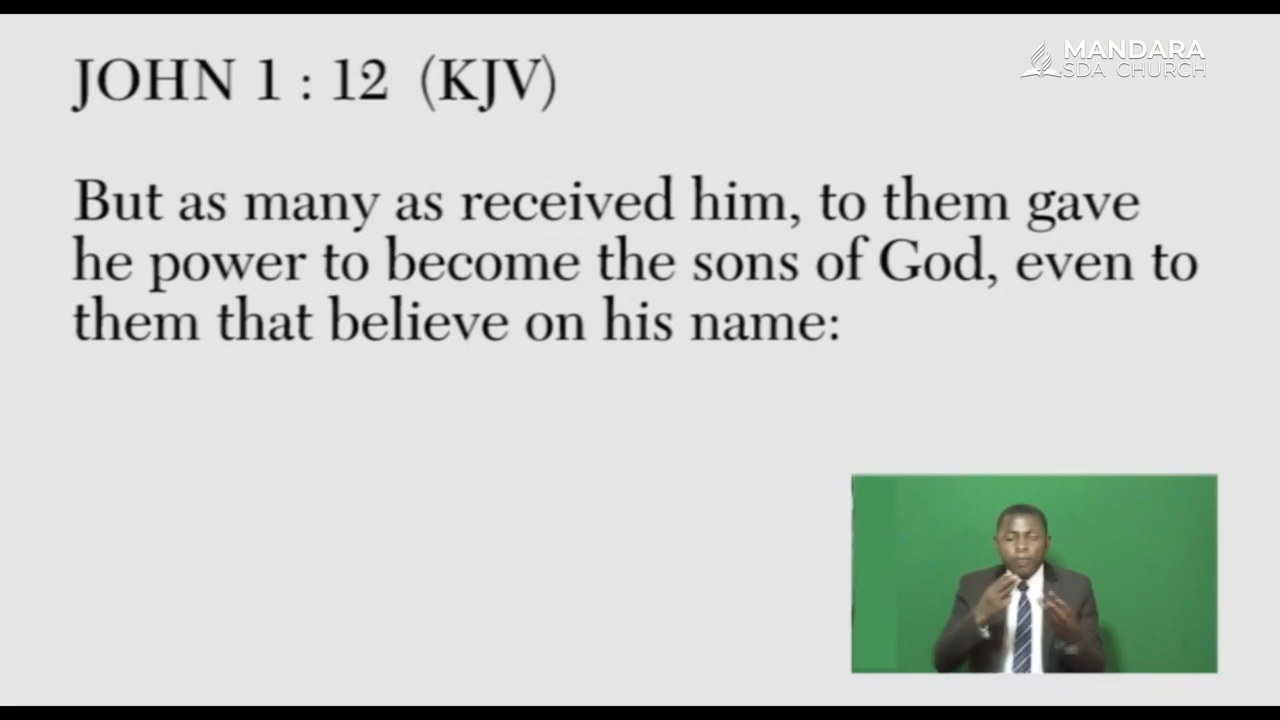 MANDARA
SDA CHURCH
JOHN 1 : 12 (KJV)
But as many as received him, to them gave
he power to become the sons of God, even to
them that believe on his name: